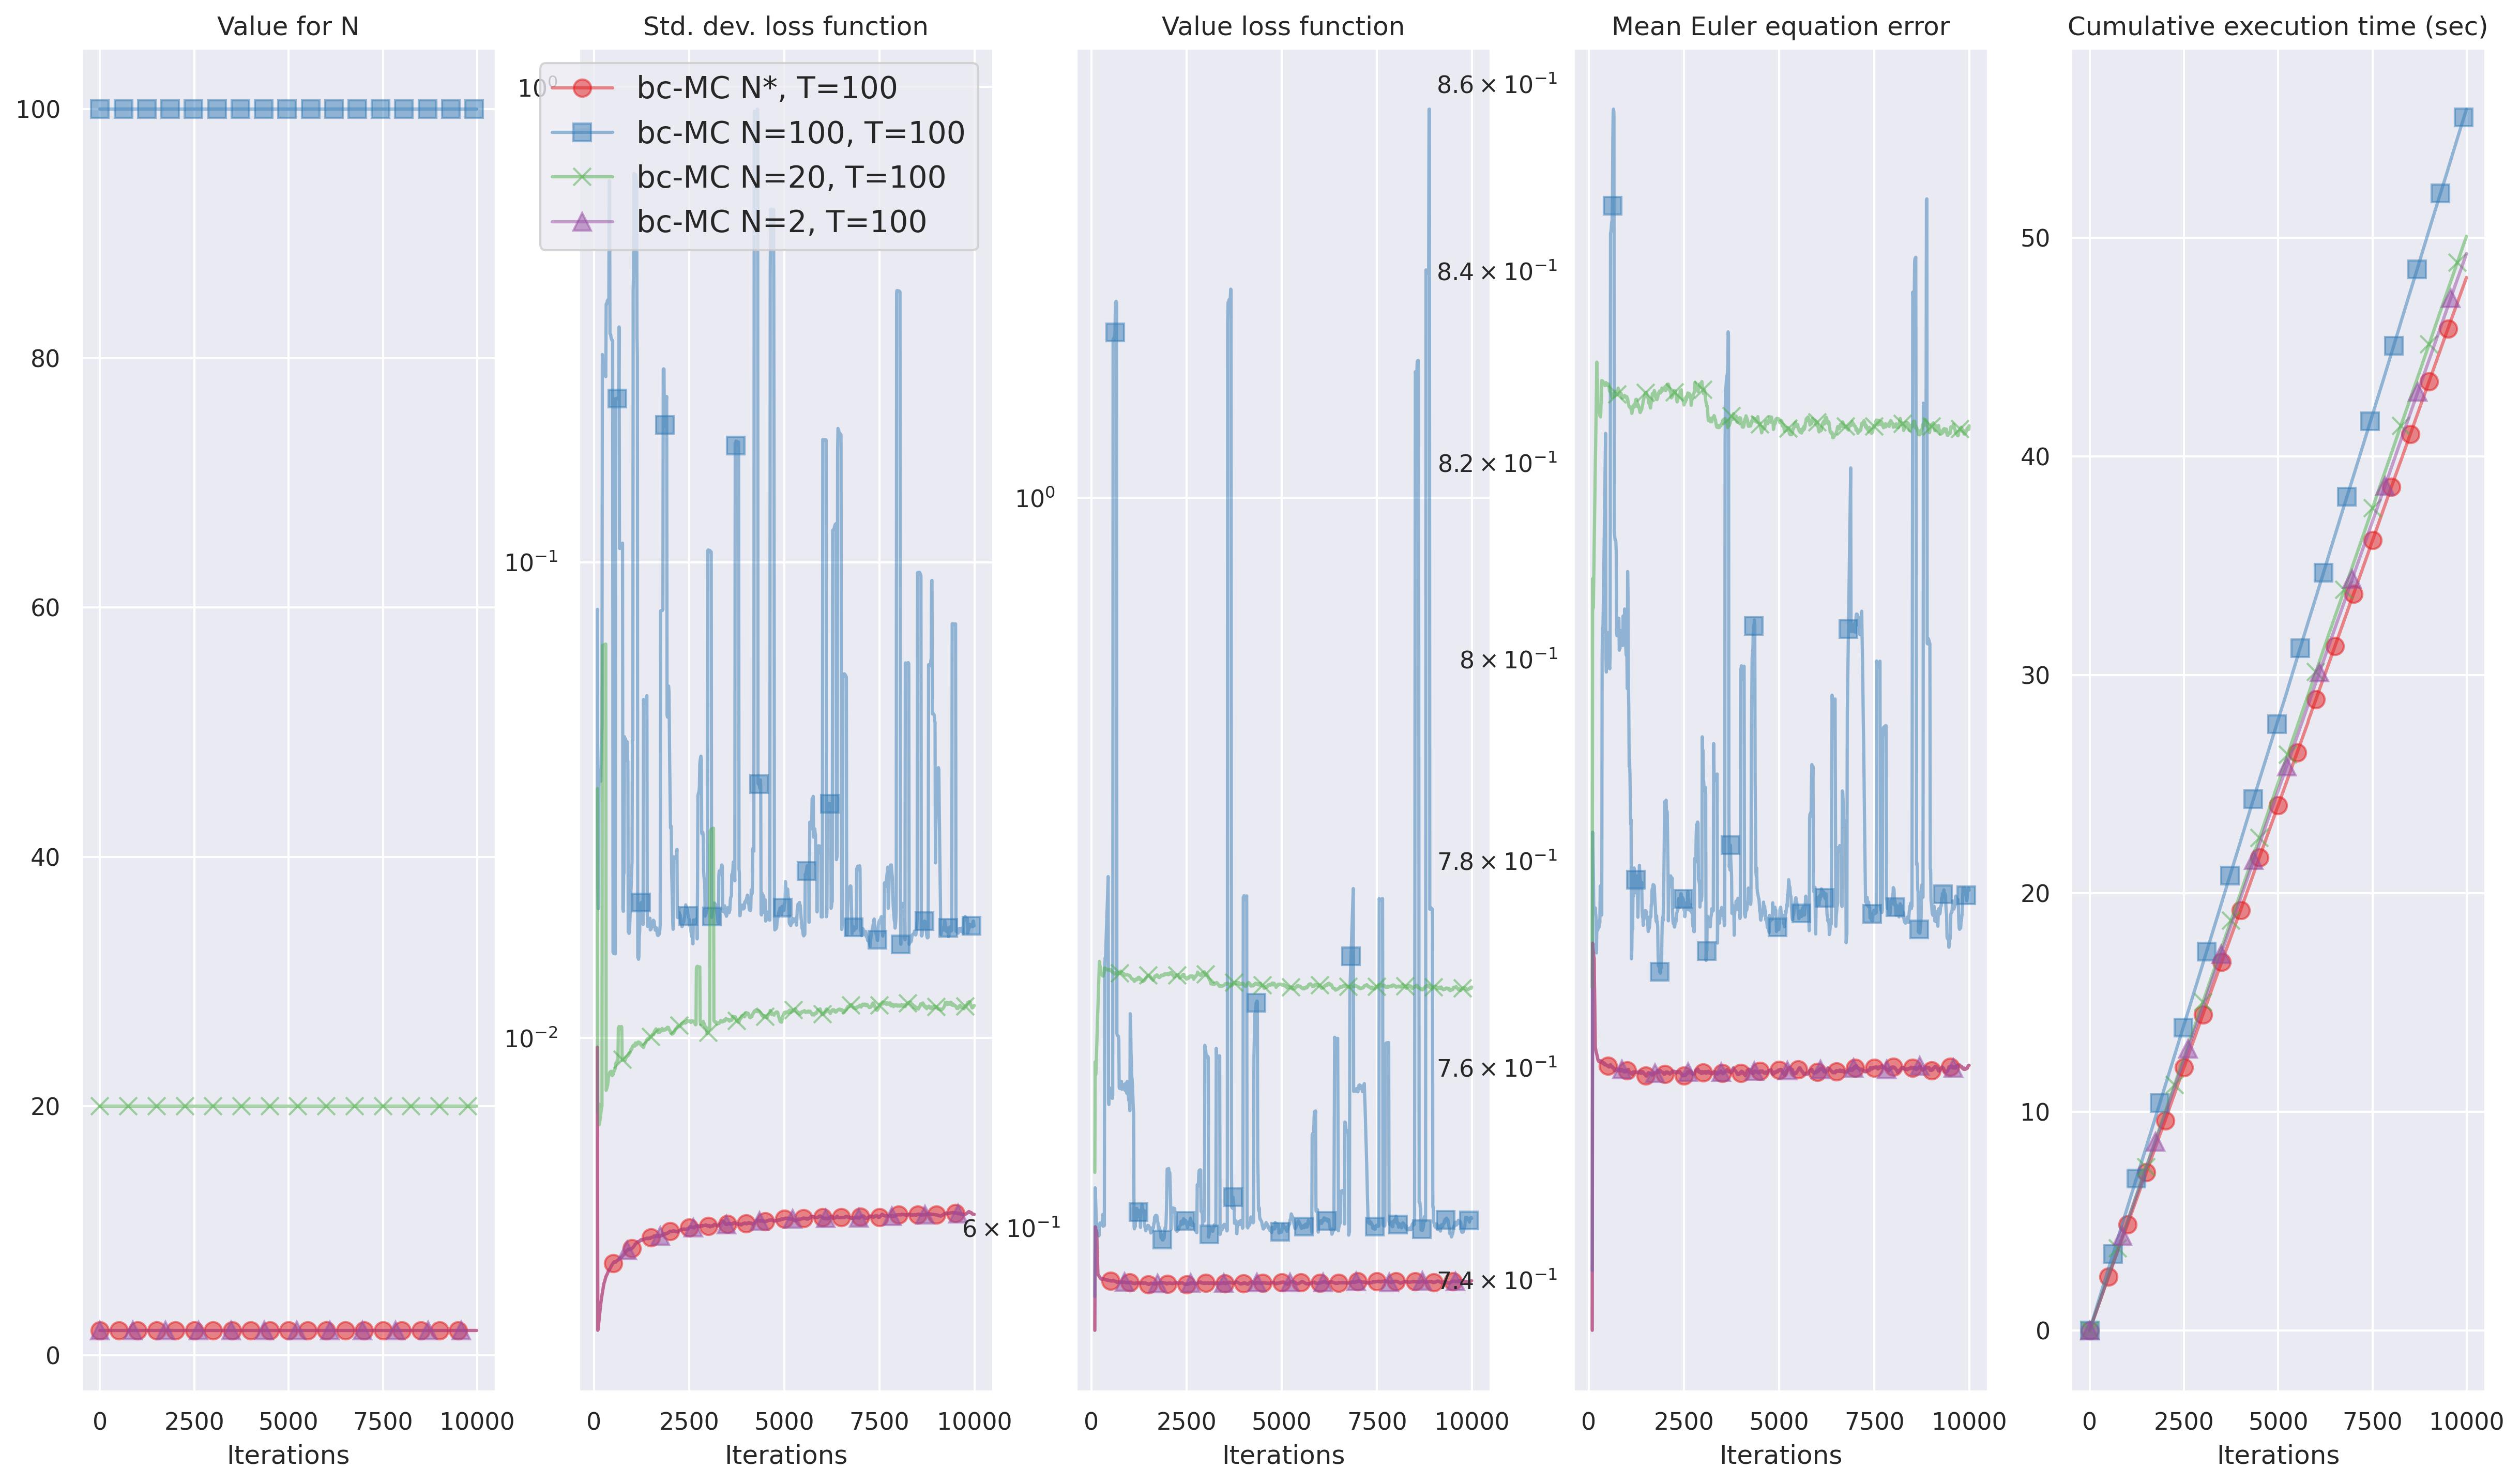 Value for N
Std. dev. loss function
Value loss function
Mean Euler equation error
Cumulative execution time (sec)
bc-MC N*, T=100
bc-MC N=100, T=100
bc-MC N=20, T=100
bc-MC N=2, T=100
100
80
60
40
20
0
0 2500 5000 7500 10000
Iterations
10⁰
10⁻¹
10⁻²
0 2500 5000 7500 10000
Iterations
10⁰
6 × 10⁻¹
0 2500 5000 7500 10000
Iterations
8.6 × 10⁻¹
8.4 × 10⁻¹
8.2 × 10⁻¹
8 × 10⁻¹
7.8 × 10⁻¹
7.6 × 10⁻¹
7.4 × 10⁻¹
0 2500 5000 7500 10000
Iterations
50
40
30
20
10
0
0 2500 5000 7500 10000
Iterations